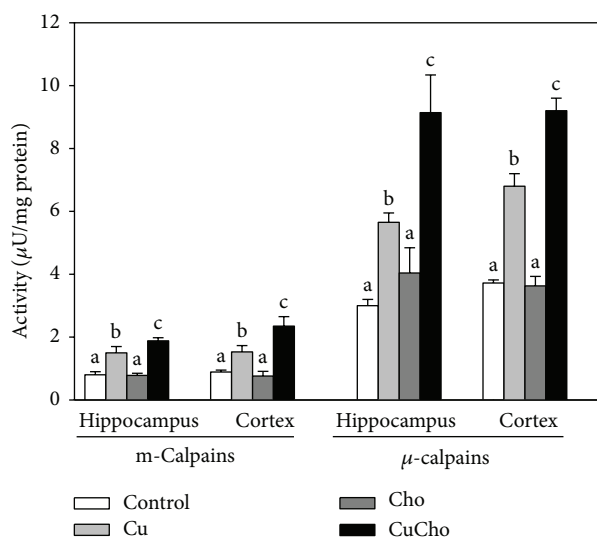 12
10
8
6
4
2
0
Activity (μU/mg protein)
a b a c a b a c a b a c a b a c
Hippocampus Cortex Hippocampus Cortex
m-Calpains μ-calpains
Control Cho
Cu CuCho